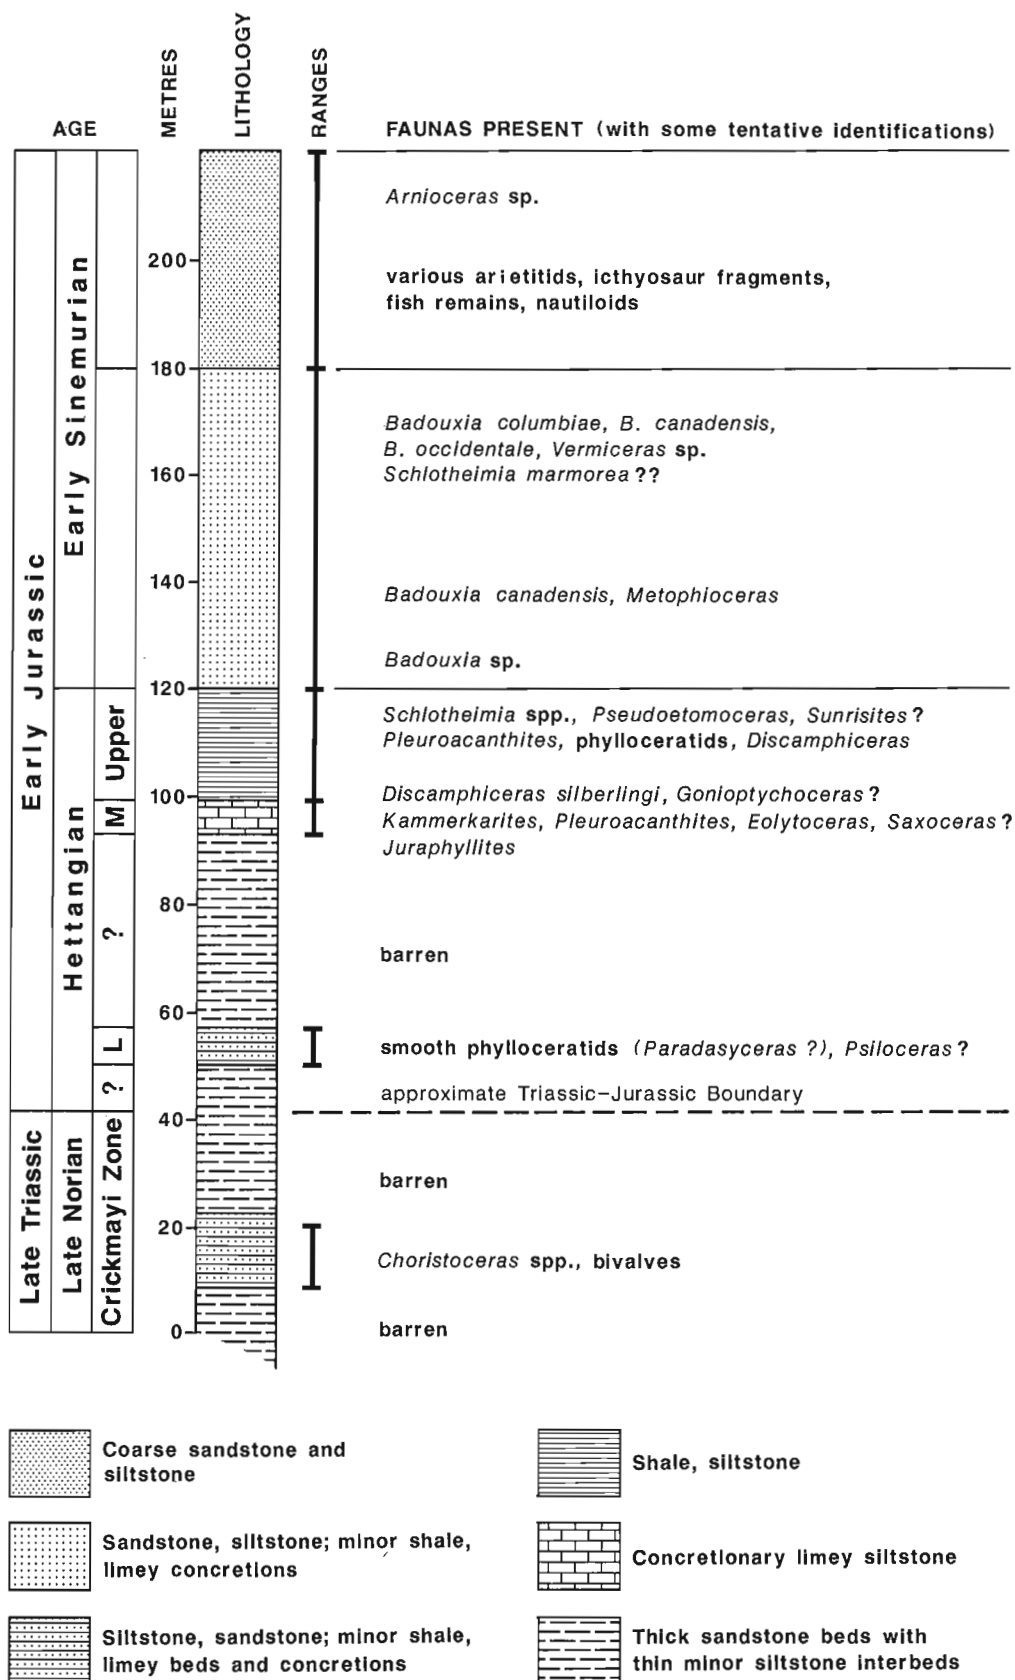 AGE
METRES
LITHOLOGY
RANGES
FAUNAS PRESENT (with some tentative identifications)
Early Jurassic
Late Triassic
Early Sinemurian
Hettangian
Late Norian
Upper
M
?
L
?
Crickmayi Zone
200
180
160
140
120
100
80
60
40
20
0
Arnioceras sp.
various arietitids, icthyosaur fragments,
fish remains, nautiloids
Badouxia columbiae, B. canadensis,
B. occidentale, Vermiceras sp.
Schlotheimia marmorea ??
Badouxia canadensis, Metophioceras
Badouxia sp.
Schlotheimia spp., Pseudoetomoceras, Sunrisites ?
Pleuroacanthites, phylloceratids, Discamphiceras
Discamphiceras silberlingi, Gonioptychoceras ?
Kammerkarites, Pleuroacanthites, Eolytoceras, Saxoceras ?
Juraphyllites
barren
smooth phylloceratids (Paradasyceras ?), Psiloceras ?
approximate Triassic-Jurassic Boundary
barren
Choristoceras spp., bivalves
barren
Coarse sandstone and
siltstone
Shale, siltstone
Sandstone, siltstone; minor shale,
limey concretions
Concretionary limey siltstone
Siltstone, sandstone; minor shale,
limey beds and concretions
Thick sandstone beds with
thin minor siltstone interbeds